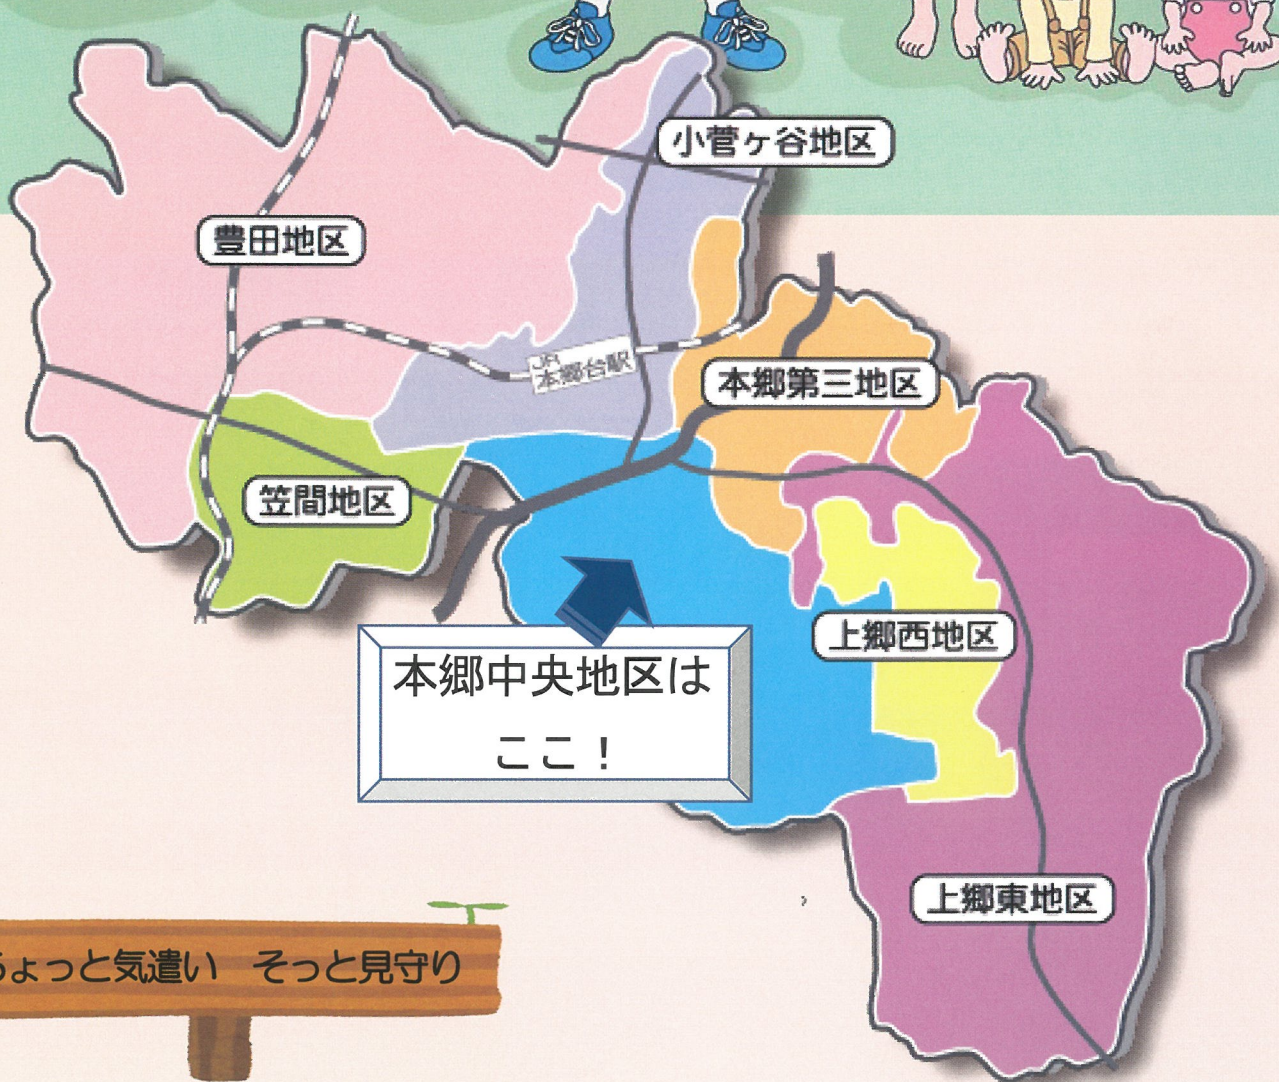 小菅ヶ谷地区
豊田地区
JR
本郷台駅
本郷第三地区
笠間地区
上郷西地区
本郷中央地区は
ここ！
上郷東地区
ちょっと気遣い　そっと見守り